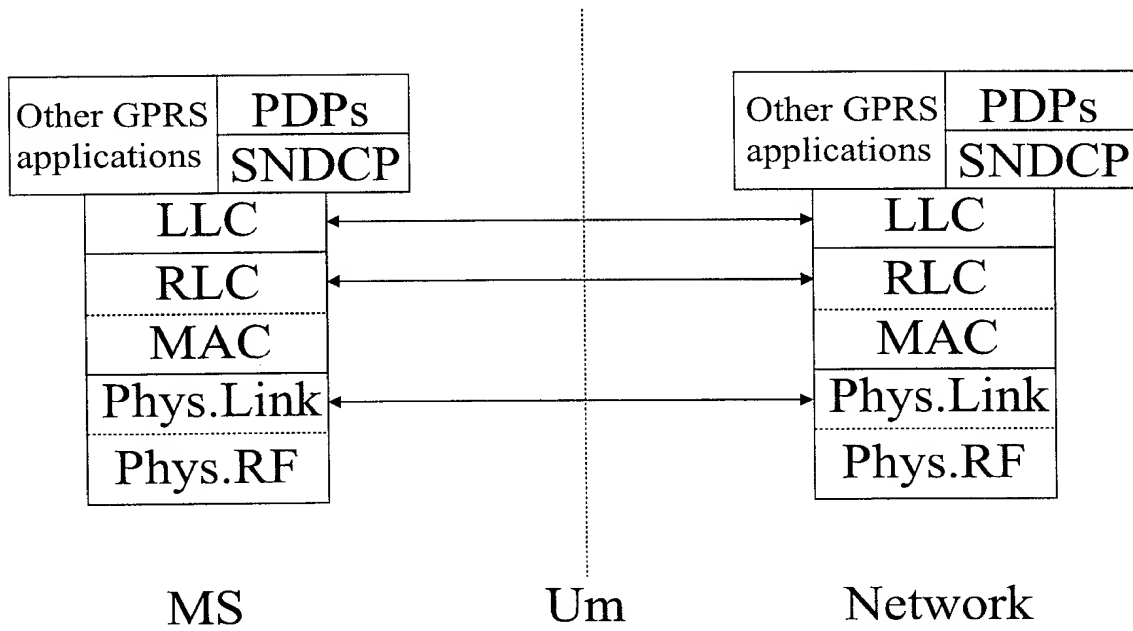 Other GPRS
applications
PDPs
SNDCP
LLC
RLC
MAC
Phys.Link
Phys.RF
MS
Um
Other GPRS
applications
PDPs
SNDCP
LLC
RLC
MAC
Phys.Link
Phys.RF
Network